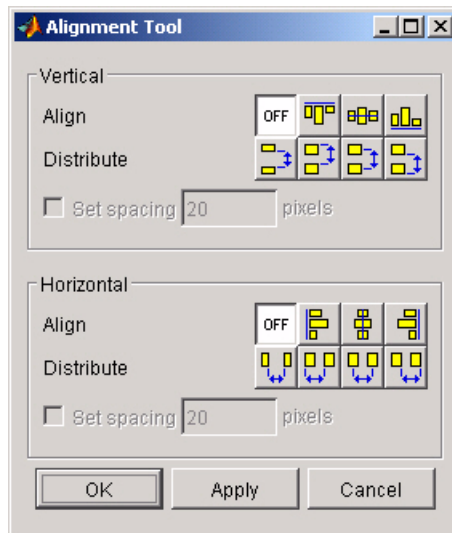 Alignment Tool
Vertical
Align OFF
Distribute
Set spacing 20 pixels
Horizontal
Align OFF
Distribute
Set spacing 20 pixels
OK Apply Cancel